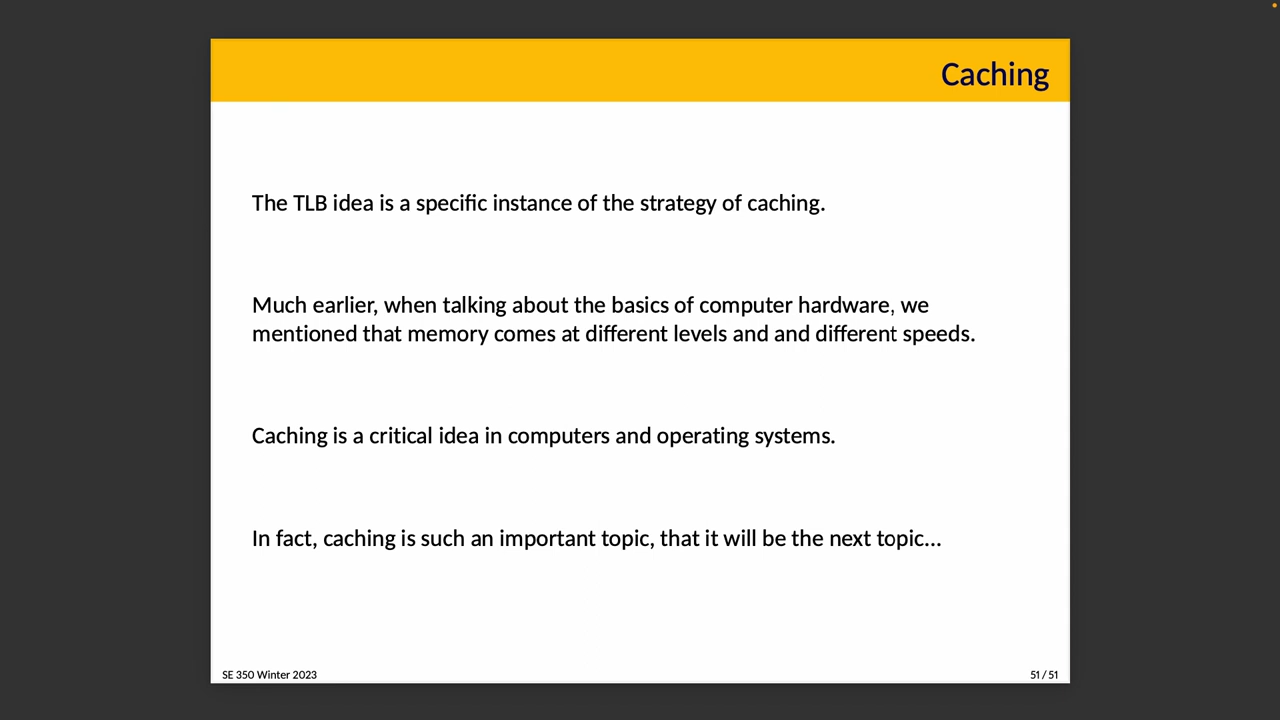 Caching
The TLB idea is a specific instance of the strategy of caching.
Much earlier, when talking about the basics of computer hardware, we
mentioned that memory comes at different levels and and different speeds.
Caching is a critical idea in computers and operating systems.
In fact, caching is such an important topic, that it will be the next topic...
SE 350 Winter 2023
51 / 51